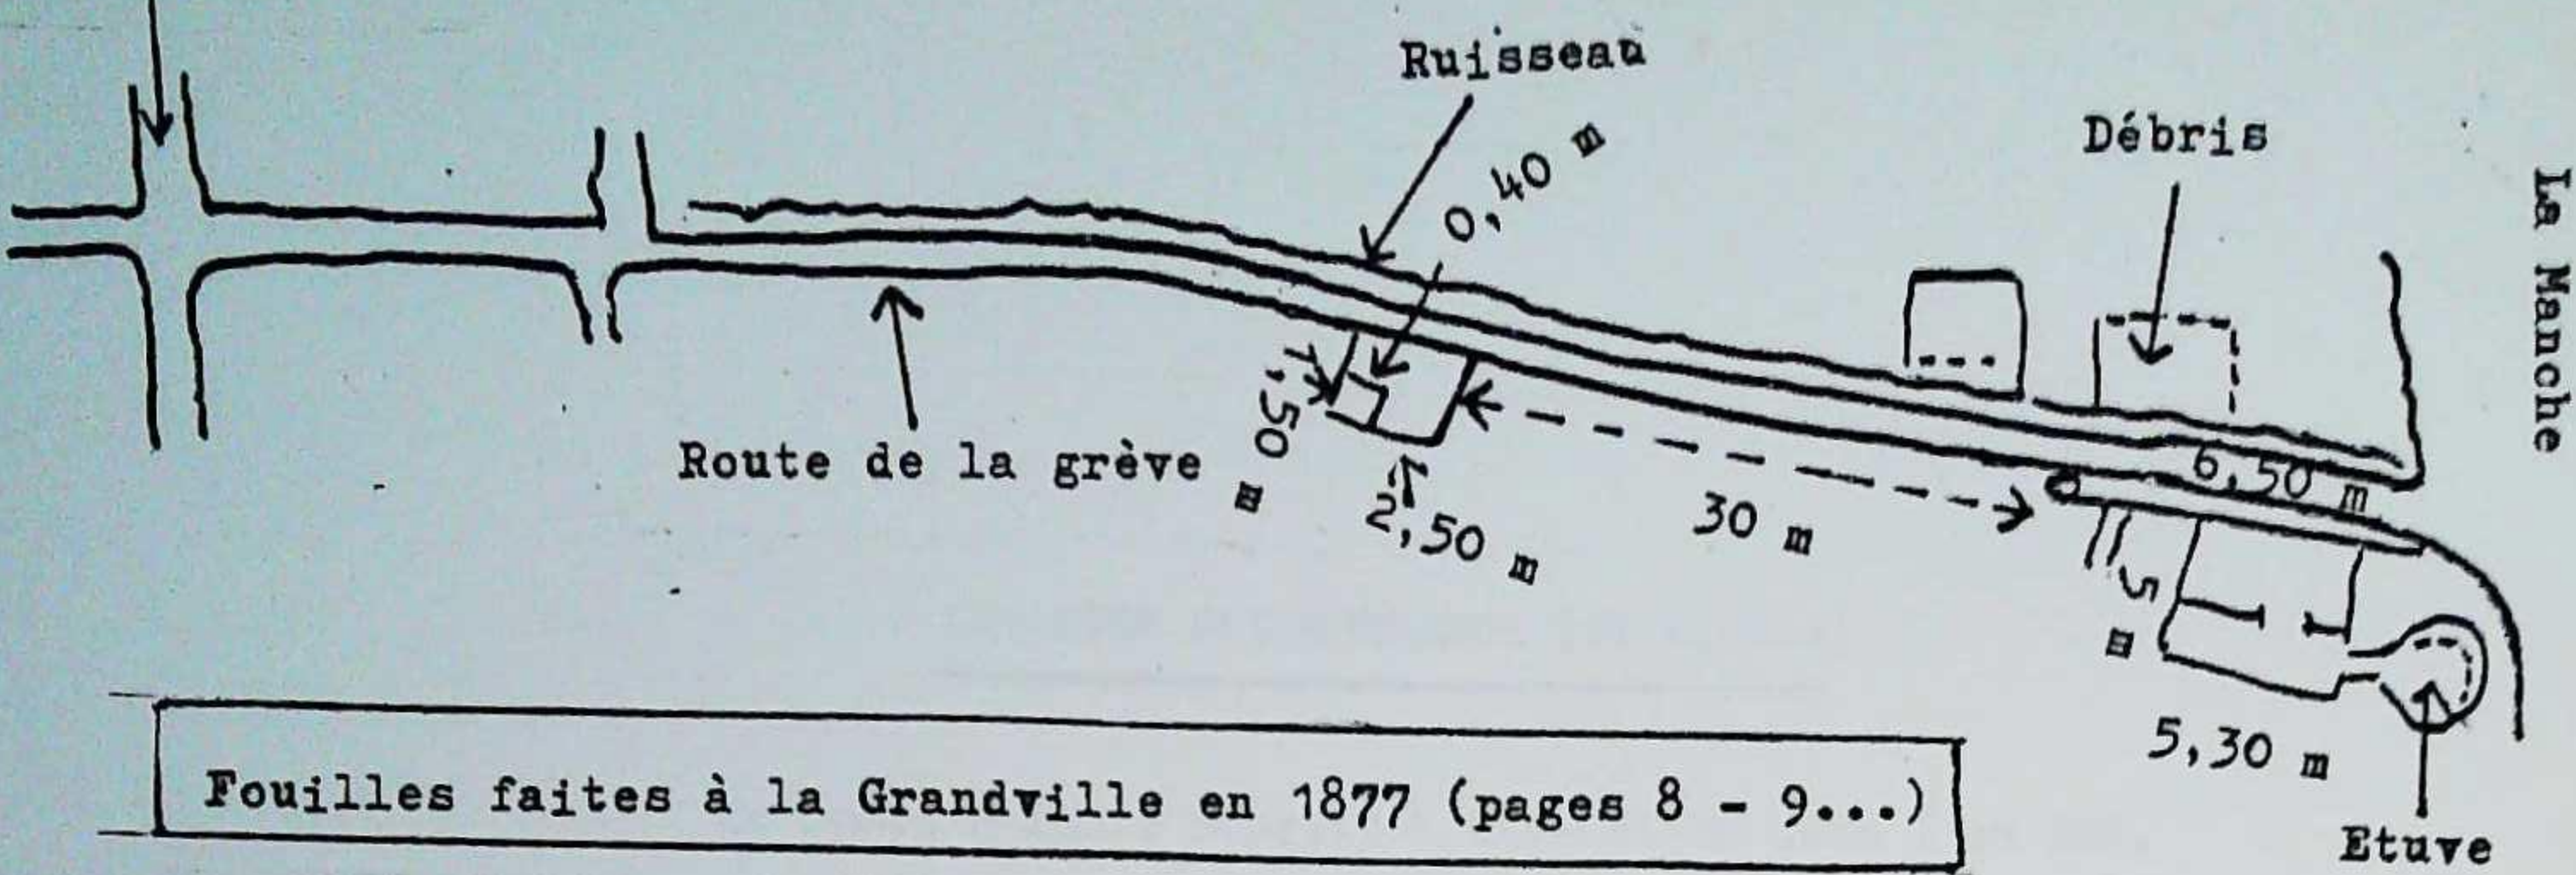 Ruisseau
0,40 m
Débris
La Manche
Route de la grève
1,50 m
2,50 m
30 m
6,50 m
5 m
5,30 m
Etuve
Fouilles faites à la Grandville en 1877 (pages 8 - 9...)